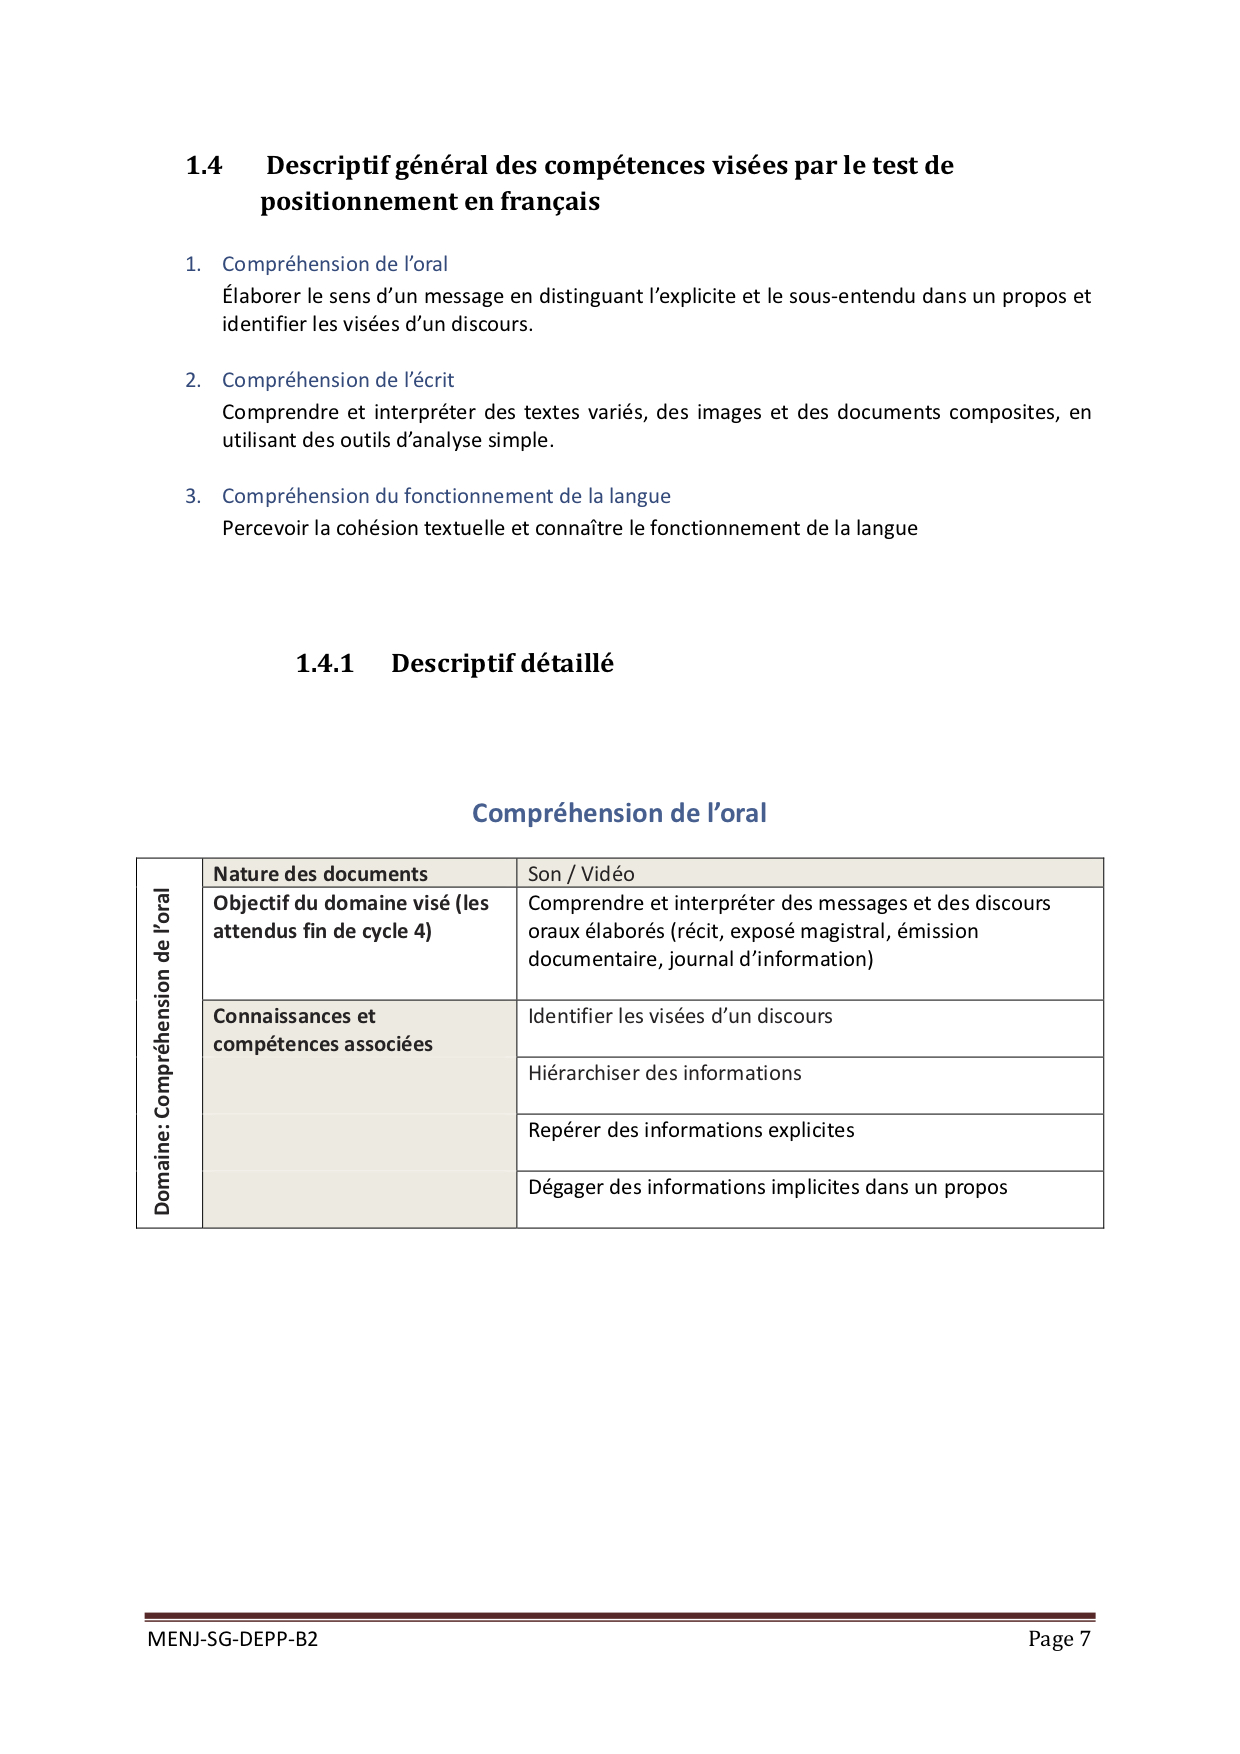 1.4 Descriptif général des compétences visées par le test de
positionnement en français
1. Compréhension de l’oral
Élaborer le sens d’un message en distinguant l’explicite et le sous-entendu dans un propos et
identifier les visées d’un discours.
2. Compréhension de l’écrit
Comprendre et interpréter des textes variés, des images et des documents composites, en
utilisant des outils d’analyse simple.
3. Compréhension du fonctionnement de la langue
Percevoir la cohésion textuelle et connaître le fonctionnement de la langue
1.4.1 Descriptif détaillé
Compréhension de l’oral
Domaine: Compréhension de l’oral
Nature des documents
Son / Vidéo
Objectif du domaine visé (les
attendus fin de cycle 4)
Comprendre et interpréter des messages et des discours
oraux élaborés (récit, exposé magistral, émission
documentaire, journal d’information)
Connaissances et
compétences associées
Identifier les visées d’un discours
Hiérarchiser des informations
Repérer des informations explicites
Dégager des informations implicites dans un propos
MENJ-SG-DEPP-B2
Page 7